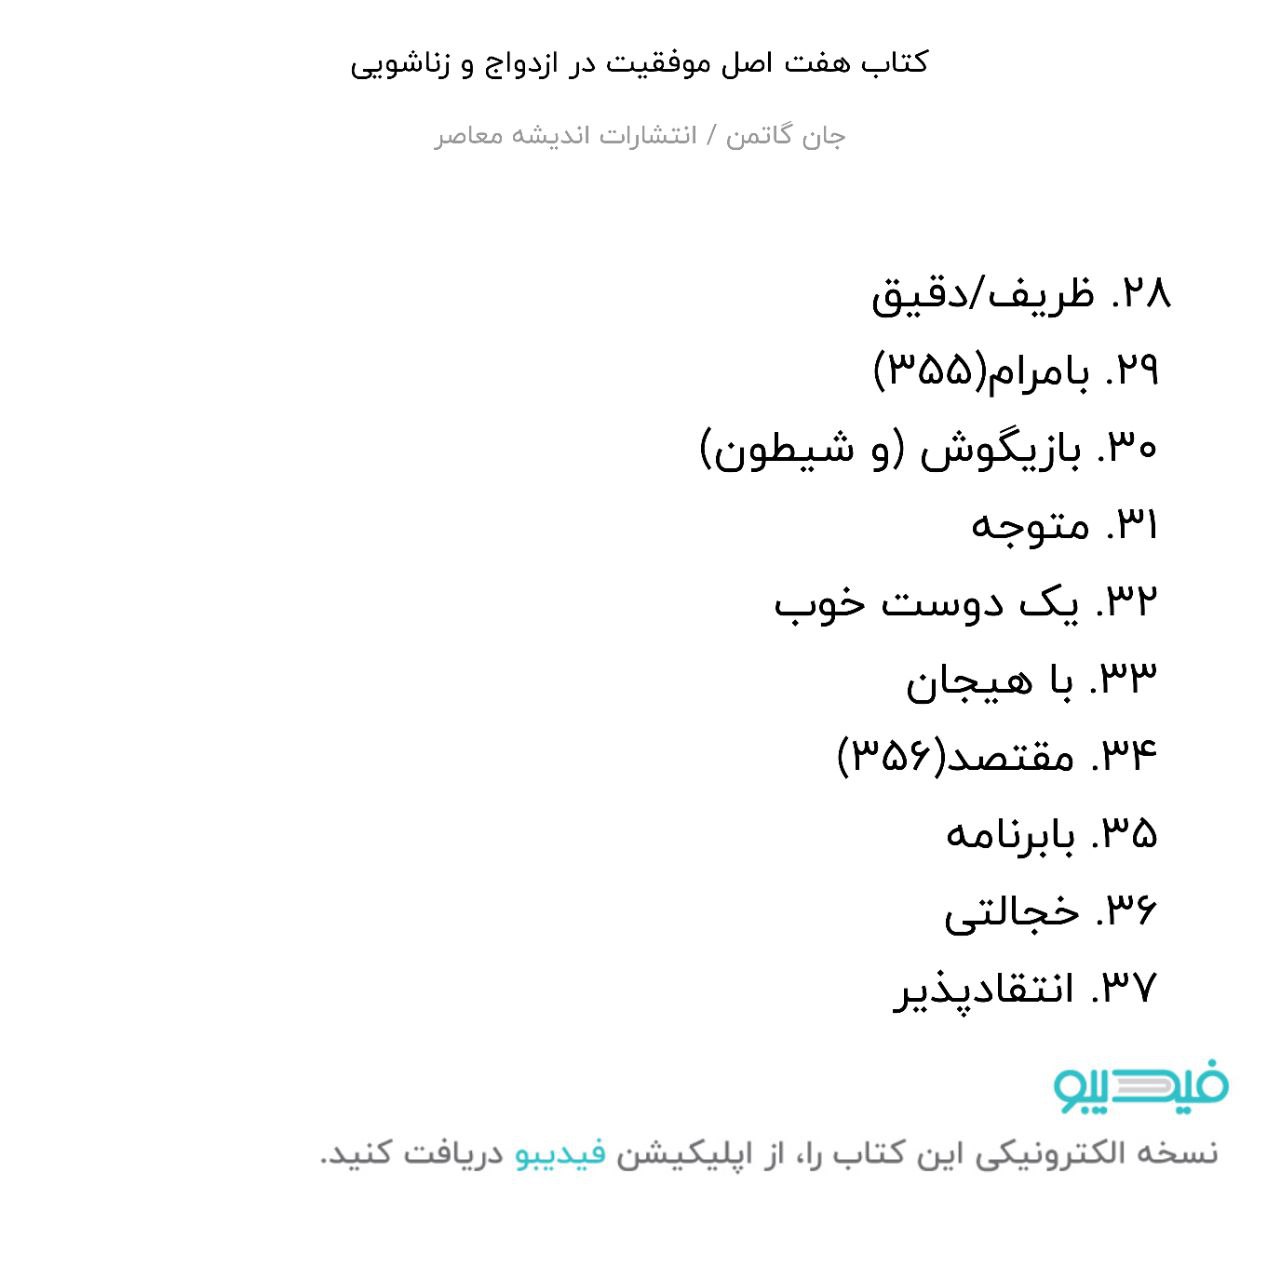 کتاب هفت اصل موفقیت در ازدواج و زناشویی
جان گاتمن / انتشارات اندیشه معاصر
۲۸. ظریف/دقیق
۲۹. بامرام(۳۵۵)
۳۰. بازیگوش (و شیطون)
۳۱. متوجه
۳۲. یک دوست خوب
۳۳. با هیجان
۳۴. مقتصد(۳۵۶)
۳۵. بابرنامه
۳۶. خجالتی
۳۷. انتقادپذیر
فیدیبو
نسخه الکترونیکی این کتاب را، از اپلیکیشن فیدیبو دریافت کنید.